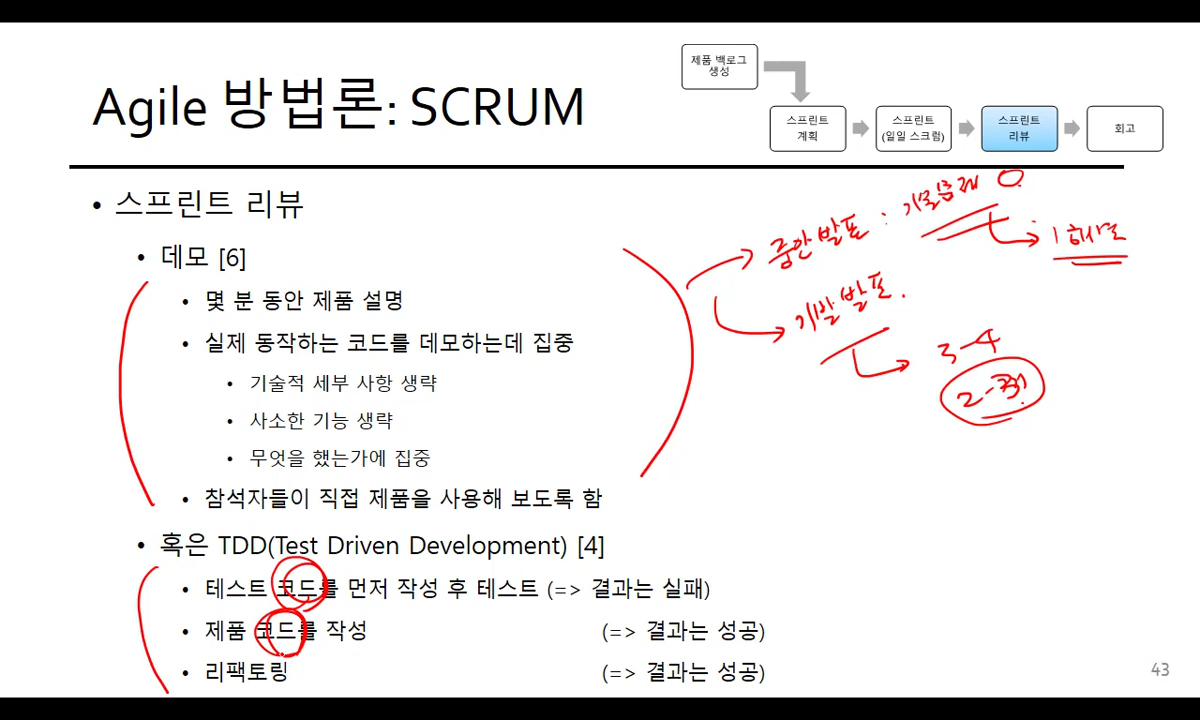 제품 백로그
생성
Agile 방법론: SCRUM
스프린트
계획
스프린트
(일일 스크럼)
스프린트
리뷰
회고
• 스프린트 리뷰
• 데모 [6]
• 몇 분 동안 제품 설명
• 실제 동작하는 코드를 데모하는데 집중
• 기술적 세부 사항 생략
• 사소한 기능 생략
• 무엇을 했는가에 집중
• 참석자들이 직접 제품을 사용해 보도록 함
중간발표 :
개발발표.
3-4
• 혹은 TDD(Test Driven Development) [4]
• 테스트 코드를 먼저 작성 후 테스트 (=> 결과는 실패)
• 제품 코드를 작성 (=> 결과는 성공)
• 리팩토링 (=> 결과는 성공)
43